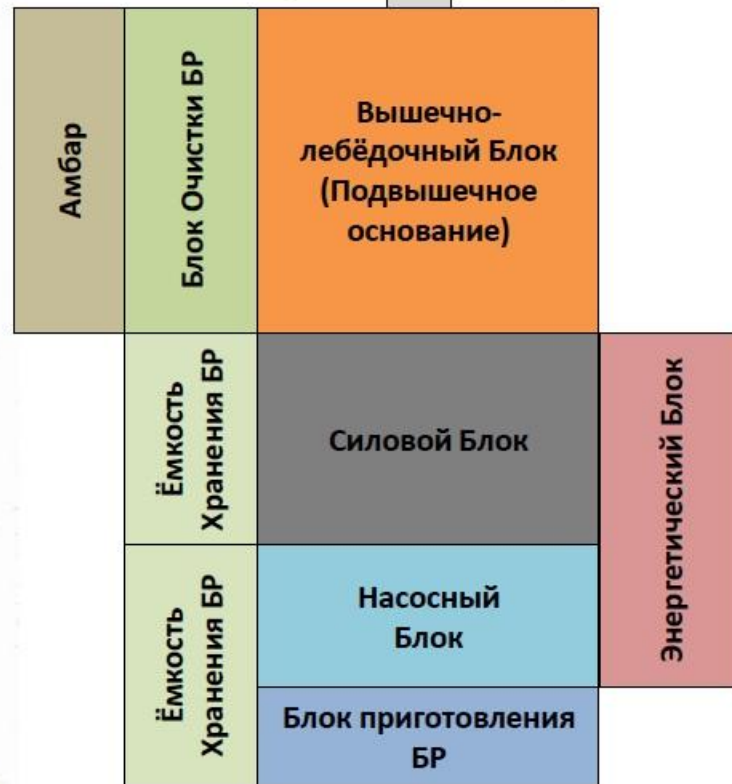 Амбар
Блок Очистки БР
Вышечно-
лебёдочный Блок
(Подвышечное
основание)
Ёмкость
Хранения БР
Силовой Блок
Энергетический Блок
Ёмкость
Хранения БР
Насосный
Блок
Блок приготовления
БР